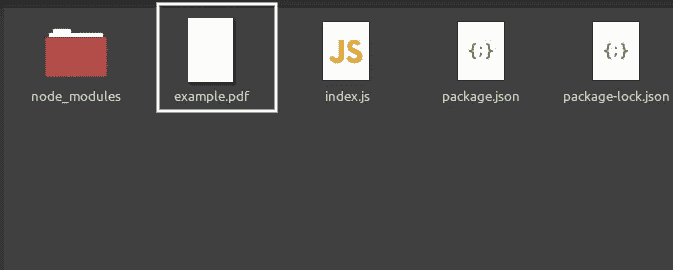 JS
{;}
{;}
node_modules
example.pdf
index.js
package.json
package-lock.json